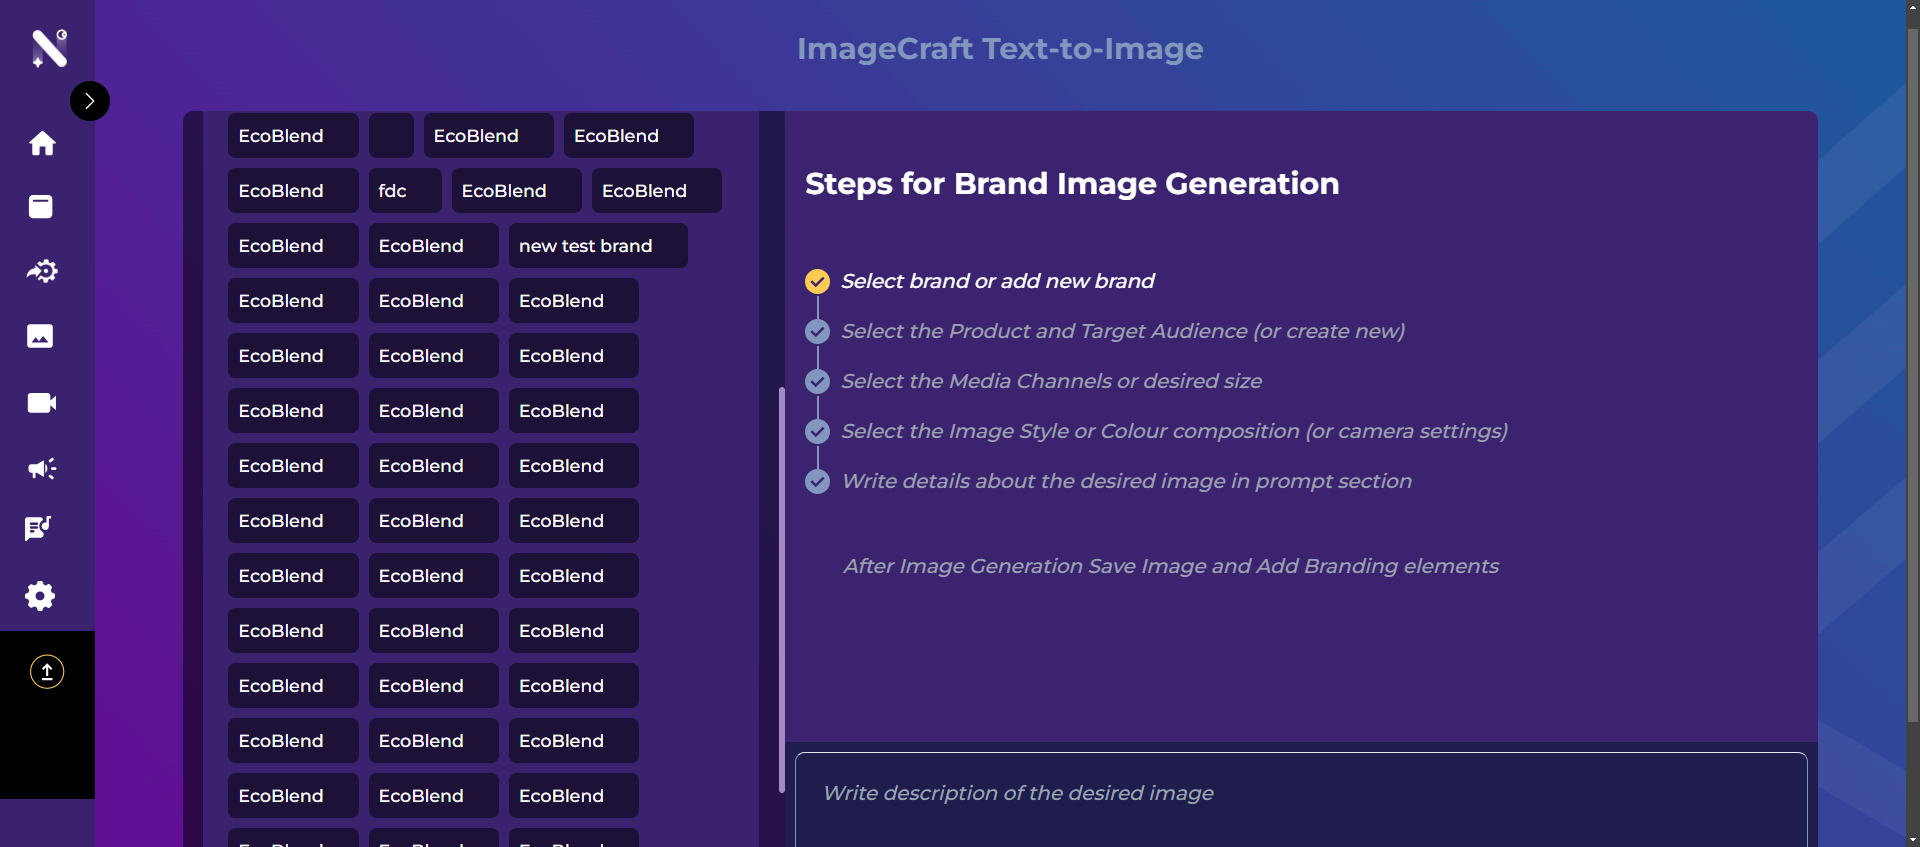 ImageCraft Text-to-Image
EcoBlend EcoBlend EcoBlend
EcoBlend fdc EcoBlend EcoBlend
EcoBlend EcoBlend new test brand
EcoBlend EcoBlend EcoBlend
EcoBlend EcoBlend EcoBlend
EcoBlend EcoBlend EcoBlend
EcoBlend EcoBlend EcoBlend
EcoBlend EcoBlend EcoBlend
EcoBlend EcoBlend EcoBlend
EcoBlend EcoBlend EcoBlend
EcoBlend EcoBlend EcoBlend
EcoBlend EcoBlend EcoBlend
EcoBlend EcoBlend EcoBlend
EcoBlend EcoBlend EcoBlend
Steps for Brand Image Generation
Select brand or add new brand
Select the Product and Target Audience (or create new)
Select the Media Channels or desired size
Select the Image Style or Colour composition (or camera settings)
Write details about the desired image in prompt section
After Image Generation Save Image and Add Branding elements
Write description of the desired image